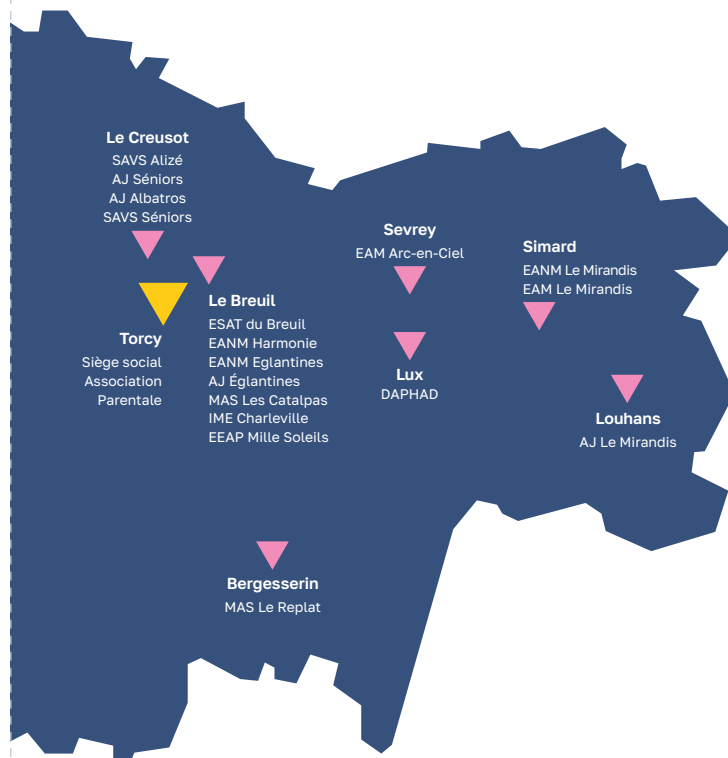 Le Creusot
SAVS Alizé
AJ Séniors
AJ Albatros
SAVS Séniors
Torcy
Siège social
Association
Parentale
Le Breuil
ESAT du Breuil
EANM Harmonie
EANM Eglantines
AJ Églantines
MAS Les Catalpas
IME Charleville
EEAP Mille Soleils
Sevrey
EAM Arc-en-Ciel
Lux
DAPHAD
Simard
EANM Le Mirandis
EAM Le Mirandis
Louhans
AJ Le Mirandis
Bergesserin
MAS Le Replat